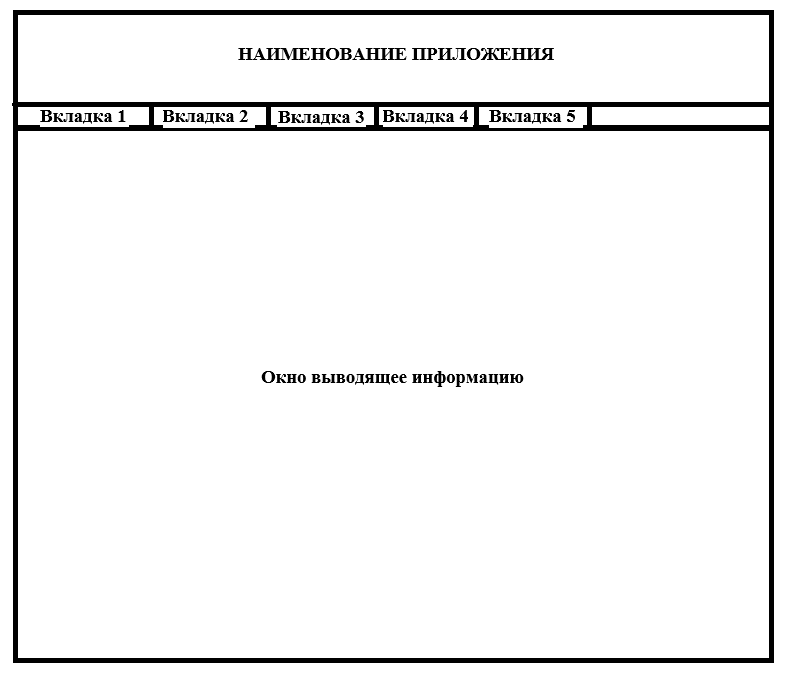 НАИМЕНОВАНИЕ ПРИЛОЖЕНИЯ
Вкладка 1 Вкладка 2 Вкладка 3 Вкладка 4 Вкладка 5
Окно выводящее информацию